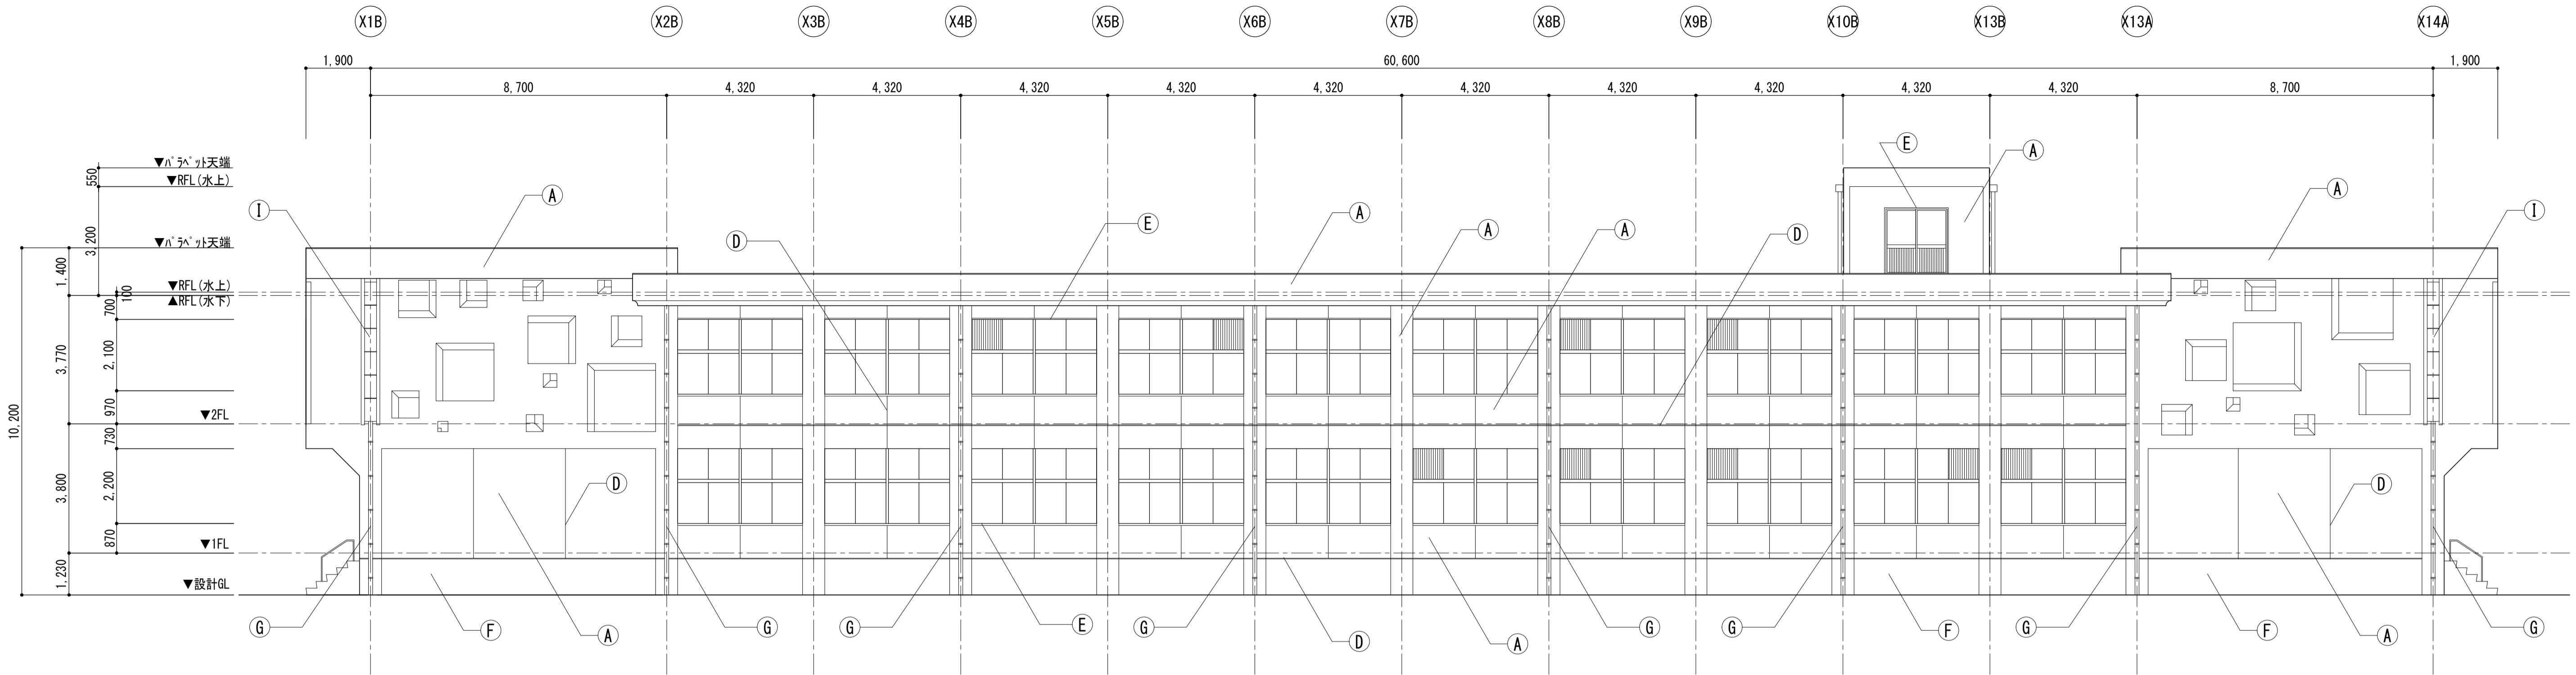 X1B X2B X3B X4B X5B X6B X7B X8B X9B X10B X13B X13A X14A
1,900 60,600 1,900
8,700 4,320 4,320 4,320 4,320 4,320 4,320 4,320 4,320 4,320 4,320 8,700
▼パラペット天端
550
▼RFL(水上)
3,200
▼パラペット天端
1,400
▼RFL(水上)
100
▲RFL(水下)
700
2,100
3,770
970
▼2FL
10,200
730
2,200
3,800
870
▼1FL
1,230
▼設計GL
E A
A A
I E A A A D I
D
D D
G F A G G E G D A G G F G F A G